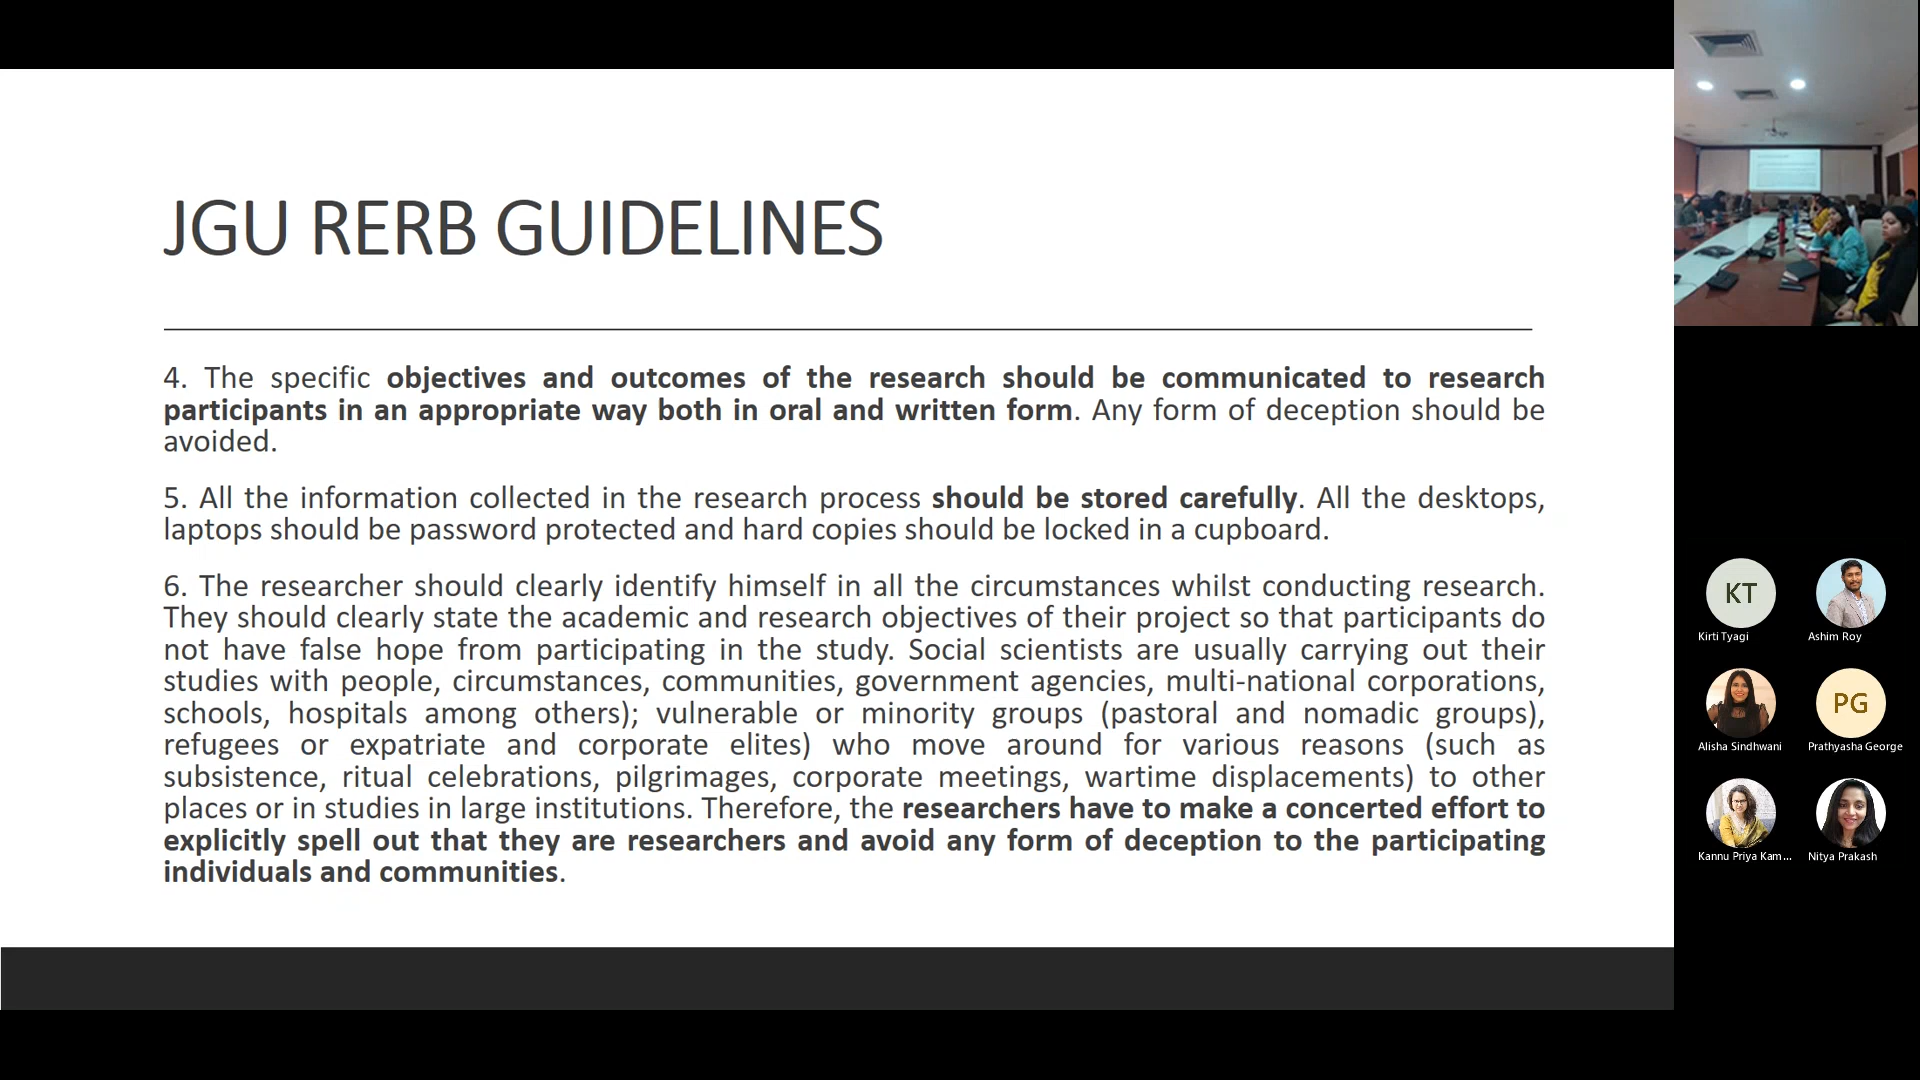 JGU RERB GUIDELINES
4. The specific objectives and outcomes of the research should be communicated to research
participants in an appropriate way both in oral and written form. Any form of deception should be
avoided.
5. All the information collected in the research process should be stored carefully. All the desktops,
laptops should be password protected and hard copies should be locked in a cupboard.
6. The researcher should clearly identify himself in all the circumstances whilst conducting research.
They should clearly state the academic and research objectives of their project so that participants do
not have false hope from participating in the study. Social scientists are usually carrying out their
studies with people, circumstances, communities, government agencies, multi-national corporations,
schools, hospitals among others); vulnerable or minority groups (pastoral and nomadic groups),
refugees or expatriate and corporate elites) who move around for various reasons (such as
subsistence, ritual celebrations, pilgrimages, corporate meetings, wartime displacements) to other
places or in studies in large institutions. Therefore, the researchers have to make a concerted effort to
explicitly spell out that they are researchers and avoid any form of deception to the participating
individuals and communities.
KT
Kirti Tyagi
Ashim Roy
Alisha Sindhwani
PG
Prathyasha George
Kannu Priya Kam...
Nitya Prakash